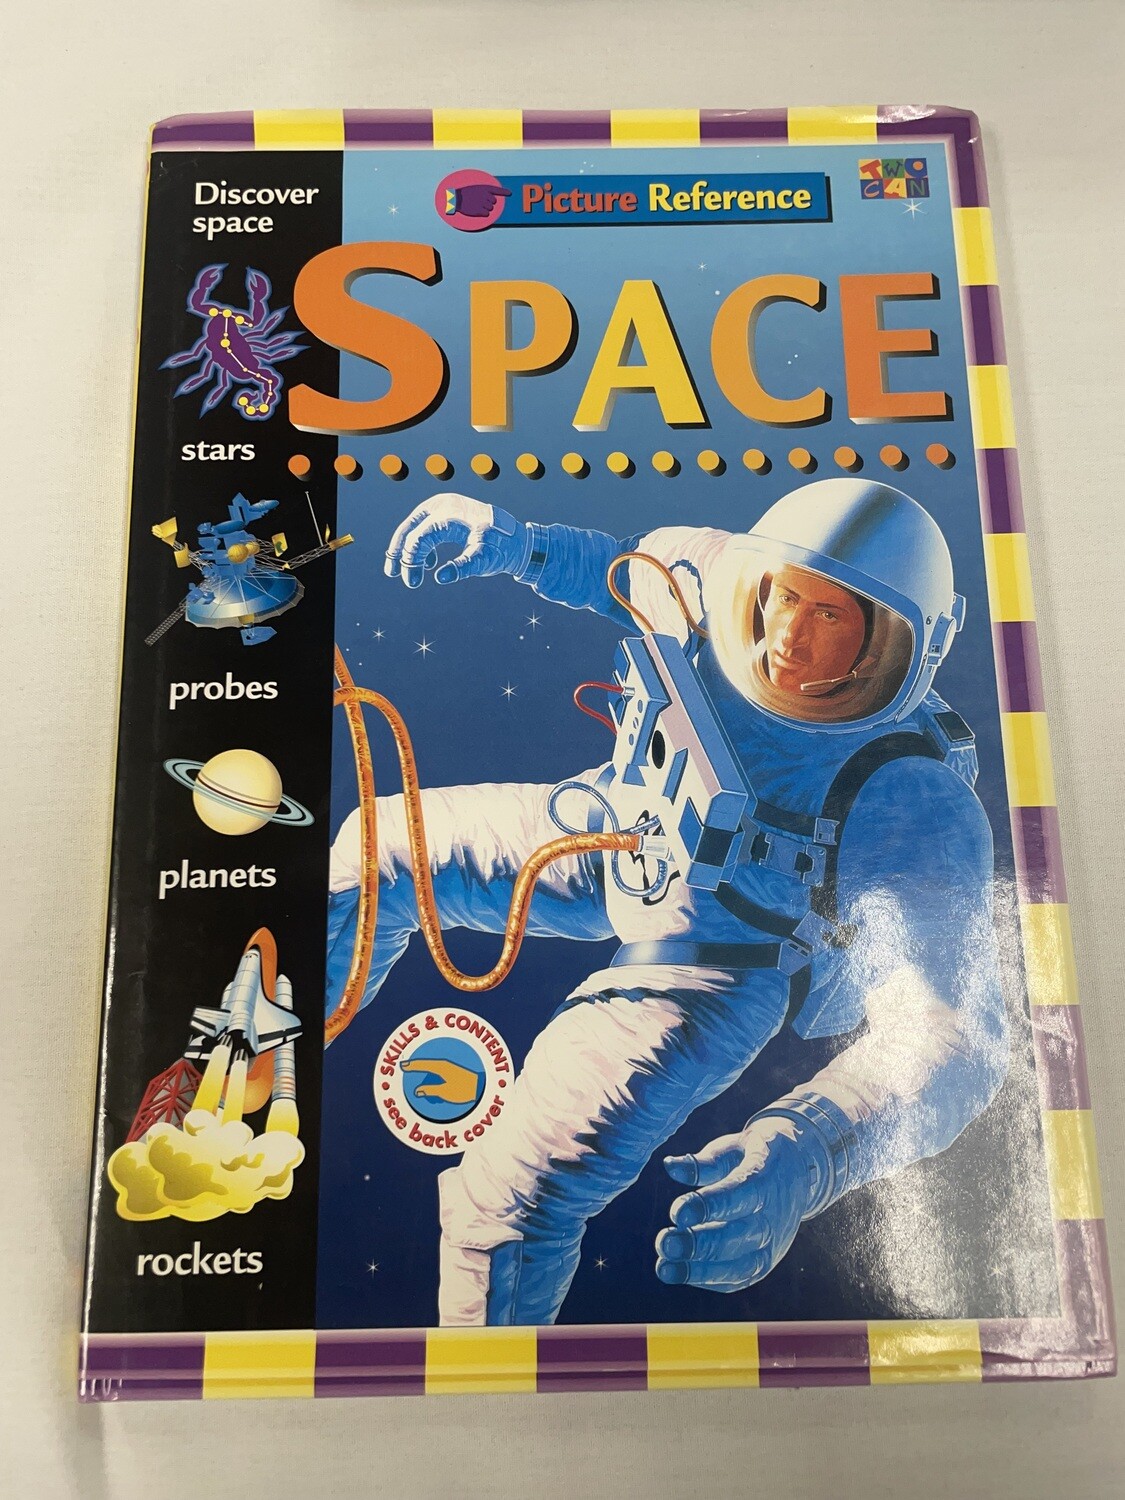 Discover
space
Picture Reference
TWO
CAN
SPACE
stars
probes
planets
rockets
SKILLS & CONTENT
see back cover